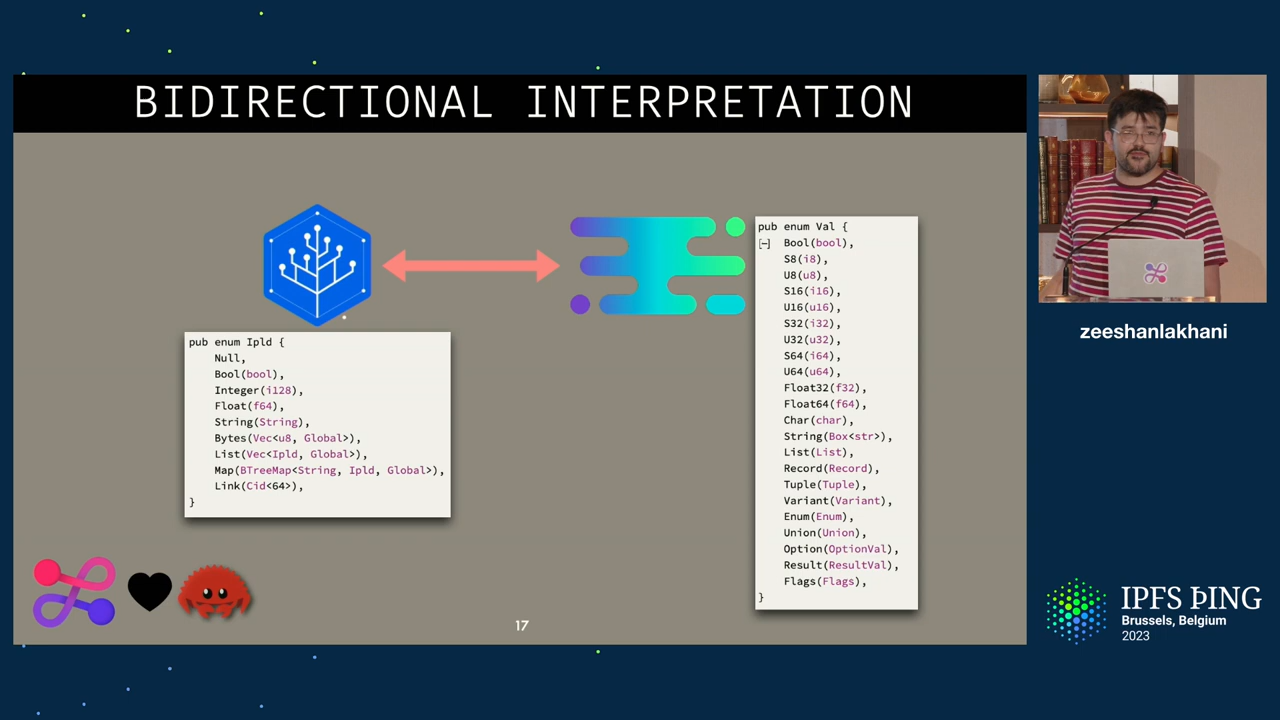 BIDIRECTIONAL INTERPRETATION
pub enum Ipld {
Null,
Bool(bool),
Integer(i128),
Float(f64),
String(String),
Bytes(Vec<u8, Global>),
List(Vec<Ipld, Global>),
Map(BTreeMap<String, Ipld, Global>),
Link(Cid<64>),
}
pub enum Val {
[−] Bool(bool),
S8(i8),
U8(u8),
S16(i16),
U16(u16),
S32(i32),
U32(u32),
S64(i64),
U64(u64),
Float32(f32),
Float64(f64),
Char(char),
String(Box<str>),
List(List),
Record(Record),
Tuple(Tuple),
Variant(Variant),
Enum(Enum),
Union(Union),
Option(OptionVal),
Result(ResultVal),
Flags(Flags),
}
17
zeeshanlakhani
IPFS ÞING
Brussels, Belgium
2023